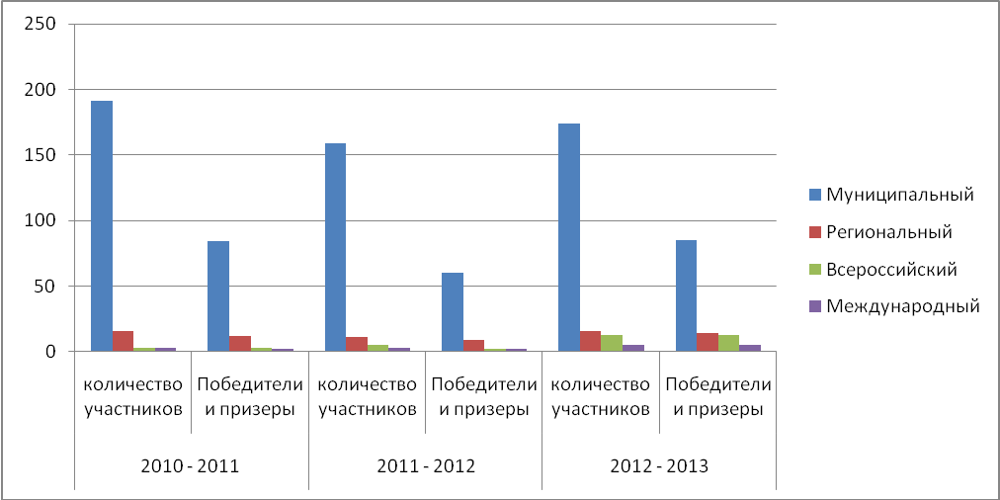 250
200
150
100
50
0
количество
участников
Победители
и призеры
количество
участников
Победители
и призеры
количество
участников
Победители
и призеры
2010 - 2011
2011 - 2012
2012 - 2013
Муниципальный
Региональный
Всероссийский
Международный